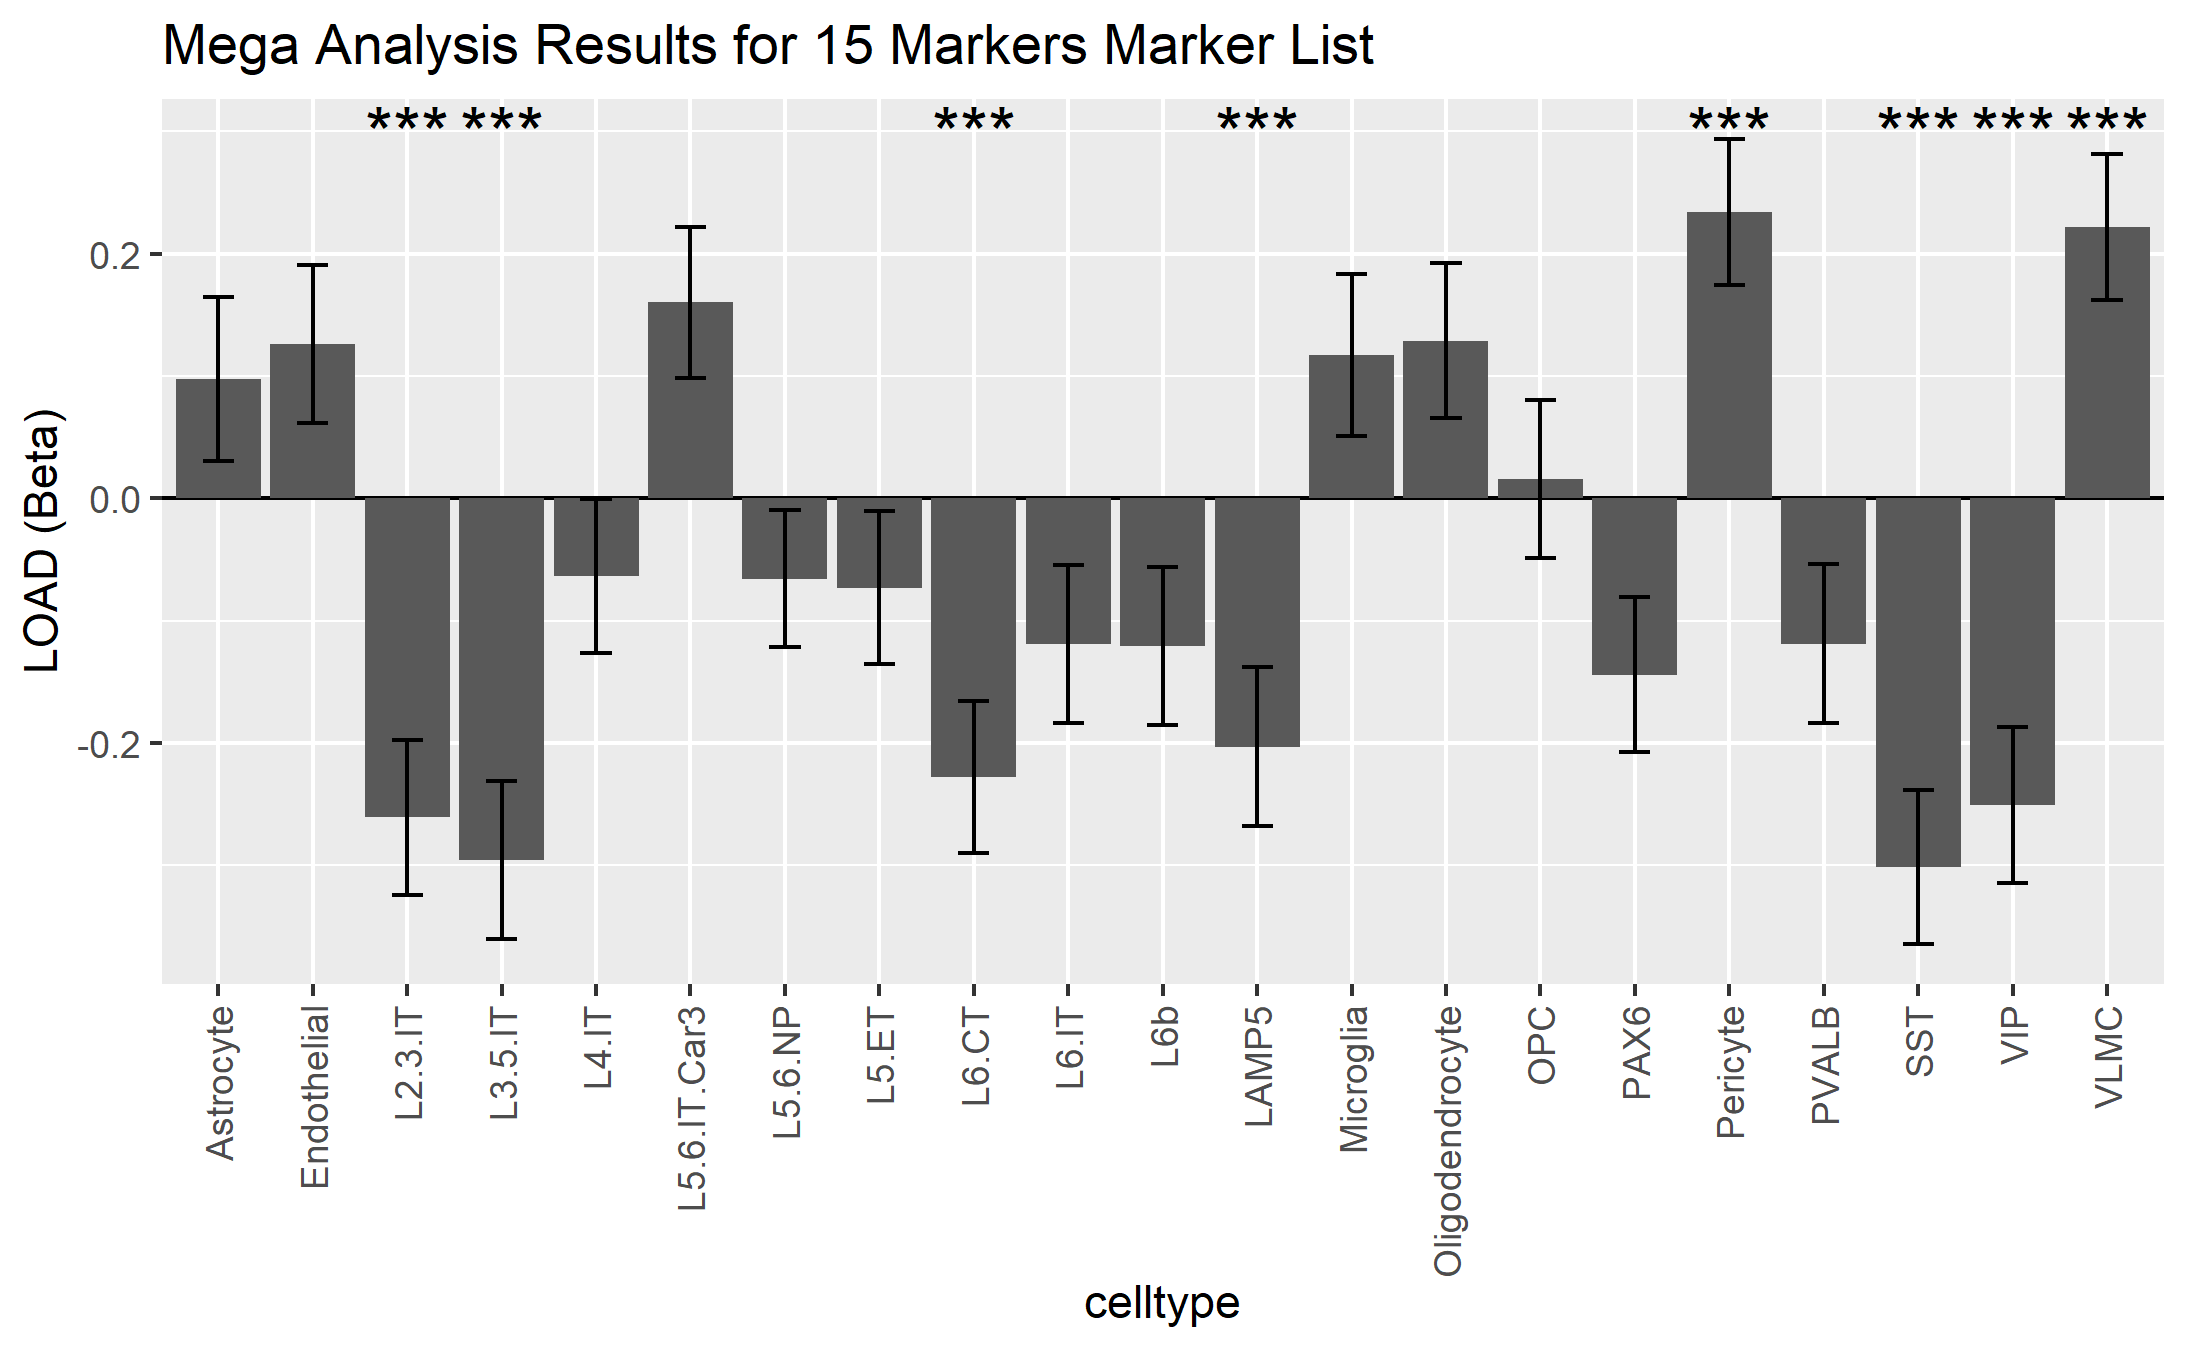 Mega Analysis Results for 15 Markers Marker List
*** *** *** *** *** *** *** ***
LOAD (Beta)
0.2
0.0
-0.2
Astrocyte
Endothelial
L2.3.IT
L3.5.IT
L4.IT
L5.6.IT.Car3
L5.6.NP
L5.ET
L6.CT
L6.IT
L6b
LAMP5
Microglia
Oligodendrocyte
OPC
PAX6
Pericyte
PVALB
SST
VIP
VLMC
celltype